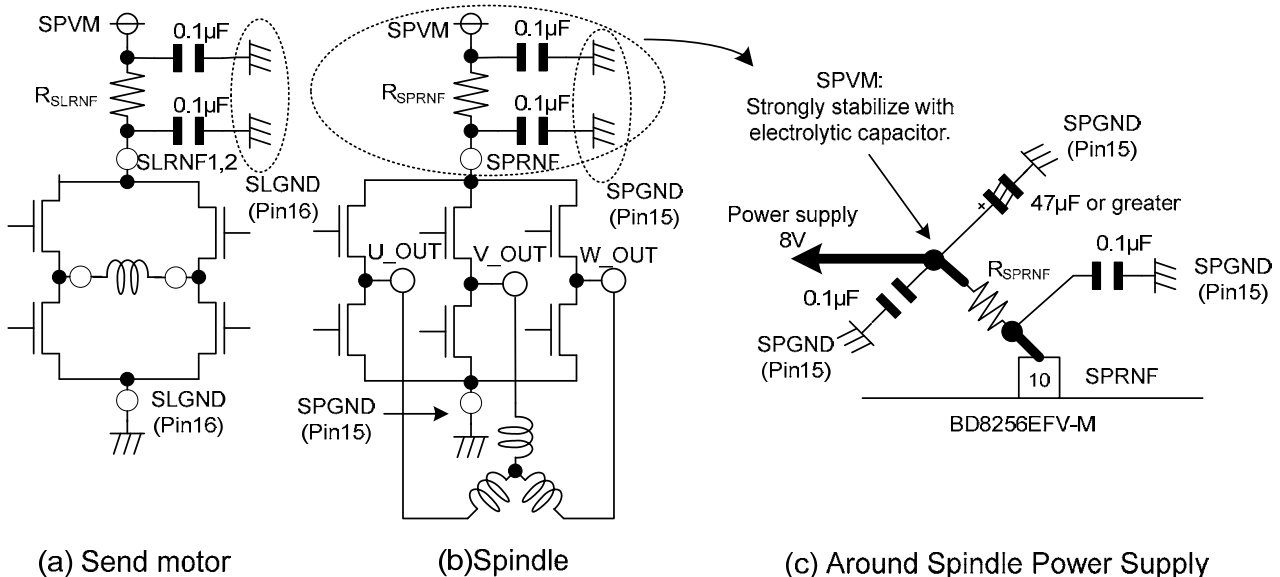 SPVM
0.1µF
RSLRNF
0.1µF
SLRNF1,2
SLGND
(Pin16)
SLGND
(Pin16)
(a) Send motor
SPVM
0.1µF
RSPRNF
0.1µF
SPRNF
SPGND
(Pin15)
U_OUT
V_OUT
W_OUT
SPGND
(Pin15)
(b)Spindle
SPVM:
Strongly stabilize with
electrolytic capacitor.
SPGND
(Pin15)
+
47µF or greater
Power supply
8V
0.1µF
RSPRNF
SPGND
(Pin15)
0.1µF
SPGND
(Pin15)
10
SPRNF
BD8256EFV-M
(c) Around Spindle Power Supply